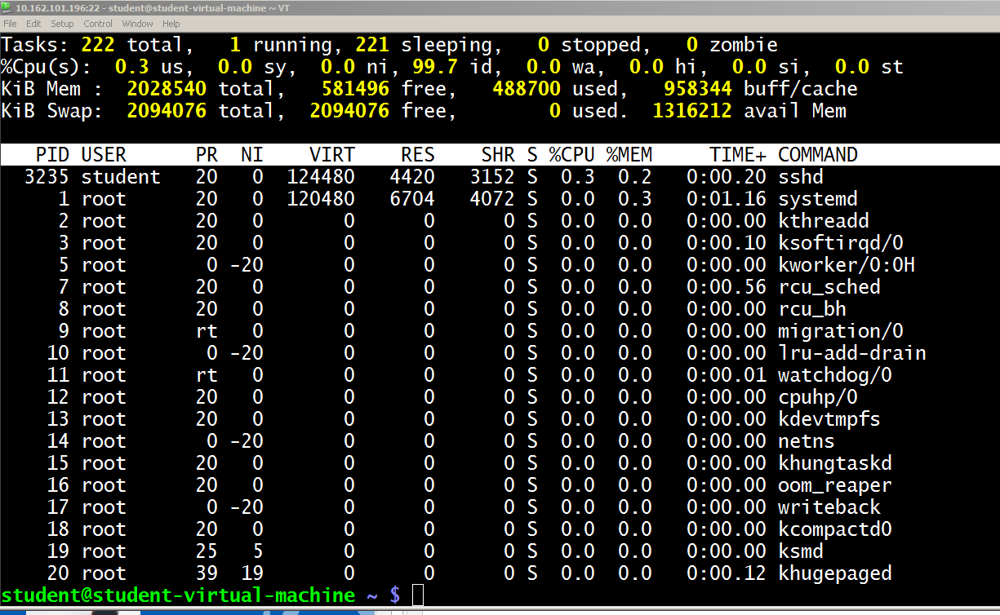 10.162.101.196:22 - student@student-virtual-machine ~ VT
File Edit Setup Control Window Help
Tasks: 222 total, 1 running, 221 sleeping, 0 stopped, 0 zombie
%Cpu(s): 0.3 us, 0.0 sy, 0.0 ni, 99.7 id, 0.0 wa, 0.0 hi, 0.0 si, 0.0 st
KiB Mem : 2028540 total, 581496 free, 488700 used, 958344 buff/cache
KiB Swap: 2094076 total, 2094076 free, 0 used. 1316212 avail Mem
PID USER PR NI VIRT RES SHR S %CPU %MEM TIME+ COMMAND
3235 student 20 0 124480 4420 3152 S 0.3 0.2 0:00.20 sshd
1 root 20 0 120480 6704 4072 S 0.0 0.3 0:01.16 systemd
2 root 20 0 0 0 0 S 0.0 0.0 0:00.00 kthreadd
3 root 20 0 0 0 0 S 0.0 0.0 0:00.10 ksoftirqd/0
5 root 0 -20 0 0 0 S 0.0 0.0 0:00.00 kworker/0:0H
7 root 20 0 0 0 0 S 0.0 0.0 0:00.56 rcu_sched
8 root 20 0 0 0 0 S 0.0 0.0 0:00.00 rcu_bh
9 root rt 0 0 0 0 S 0.0 0.0 0:00.00 migration/0
10 root 0 -20 0 0 0 S 0.0 0.0 0:00.00 lru-add-drain
11 root rt 0 0 0 0 S 0.0 0.0 0:00.01 watchdog/0
12 root 20 0 0 0 0 S 0.0 0.0 0:00.00 cpuhp/0
13 root 20 0 0 0 0 S 0.0 0.0 0:00.00 kdevtmpfs
14 root 0 -20 0 0 0 S 0.0 0.0 0:00.00 netns
15 root 20 0 0 0 0 S 0.0 0.0 0:00.00 khungtaskd
16 root 20 0 0 0 0 S 0.0 0.0 0:00.00 oom_reaper
17 root 0 -20 0 0 0 S 0.0 0.0 0:00.00 writeback
18 root 20 0 0 0 0 S 0.0 0.0 0:00.00 kcompactd0
19 root 25 5 0 0 0 S 0.0 0.0 0:00.00 ksmd
20 root 39 19 0 0 0 S 0.0 0.0 0:00.12 khugepaged
student@student-virtual-machine ~ $